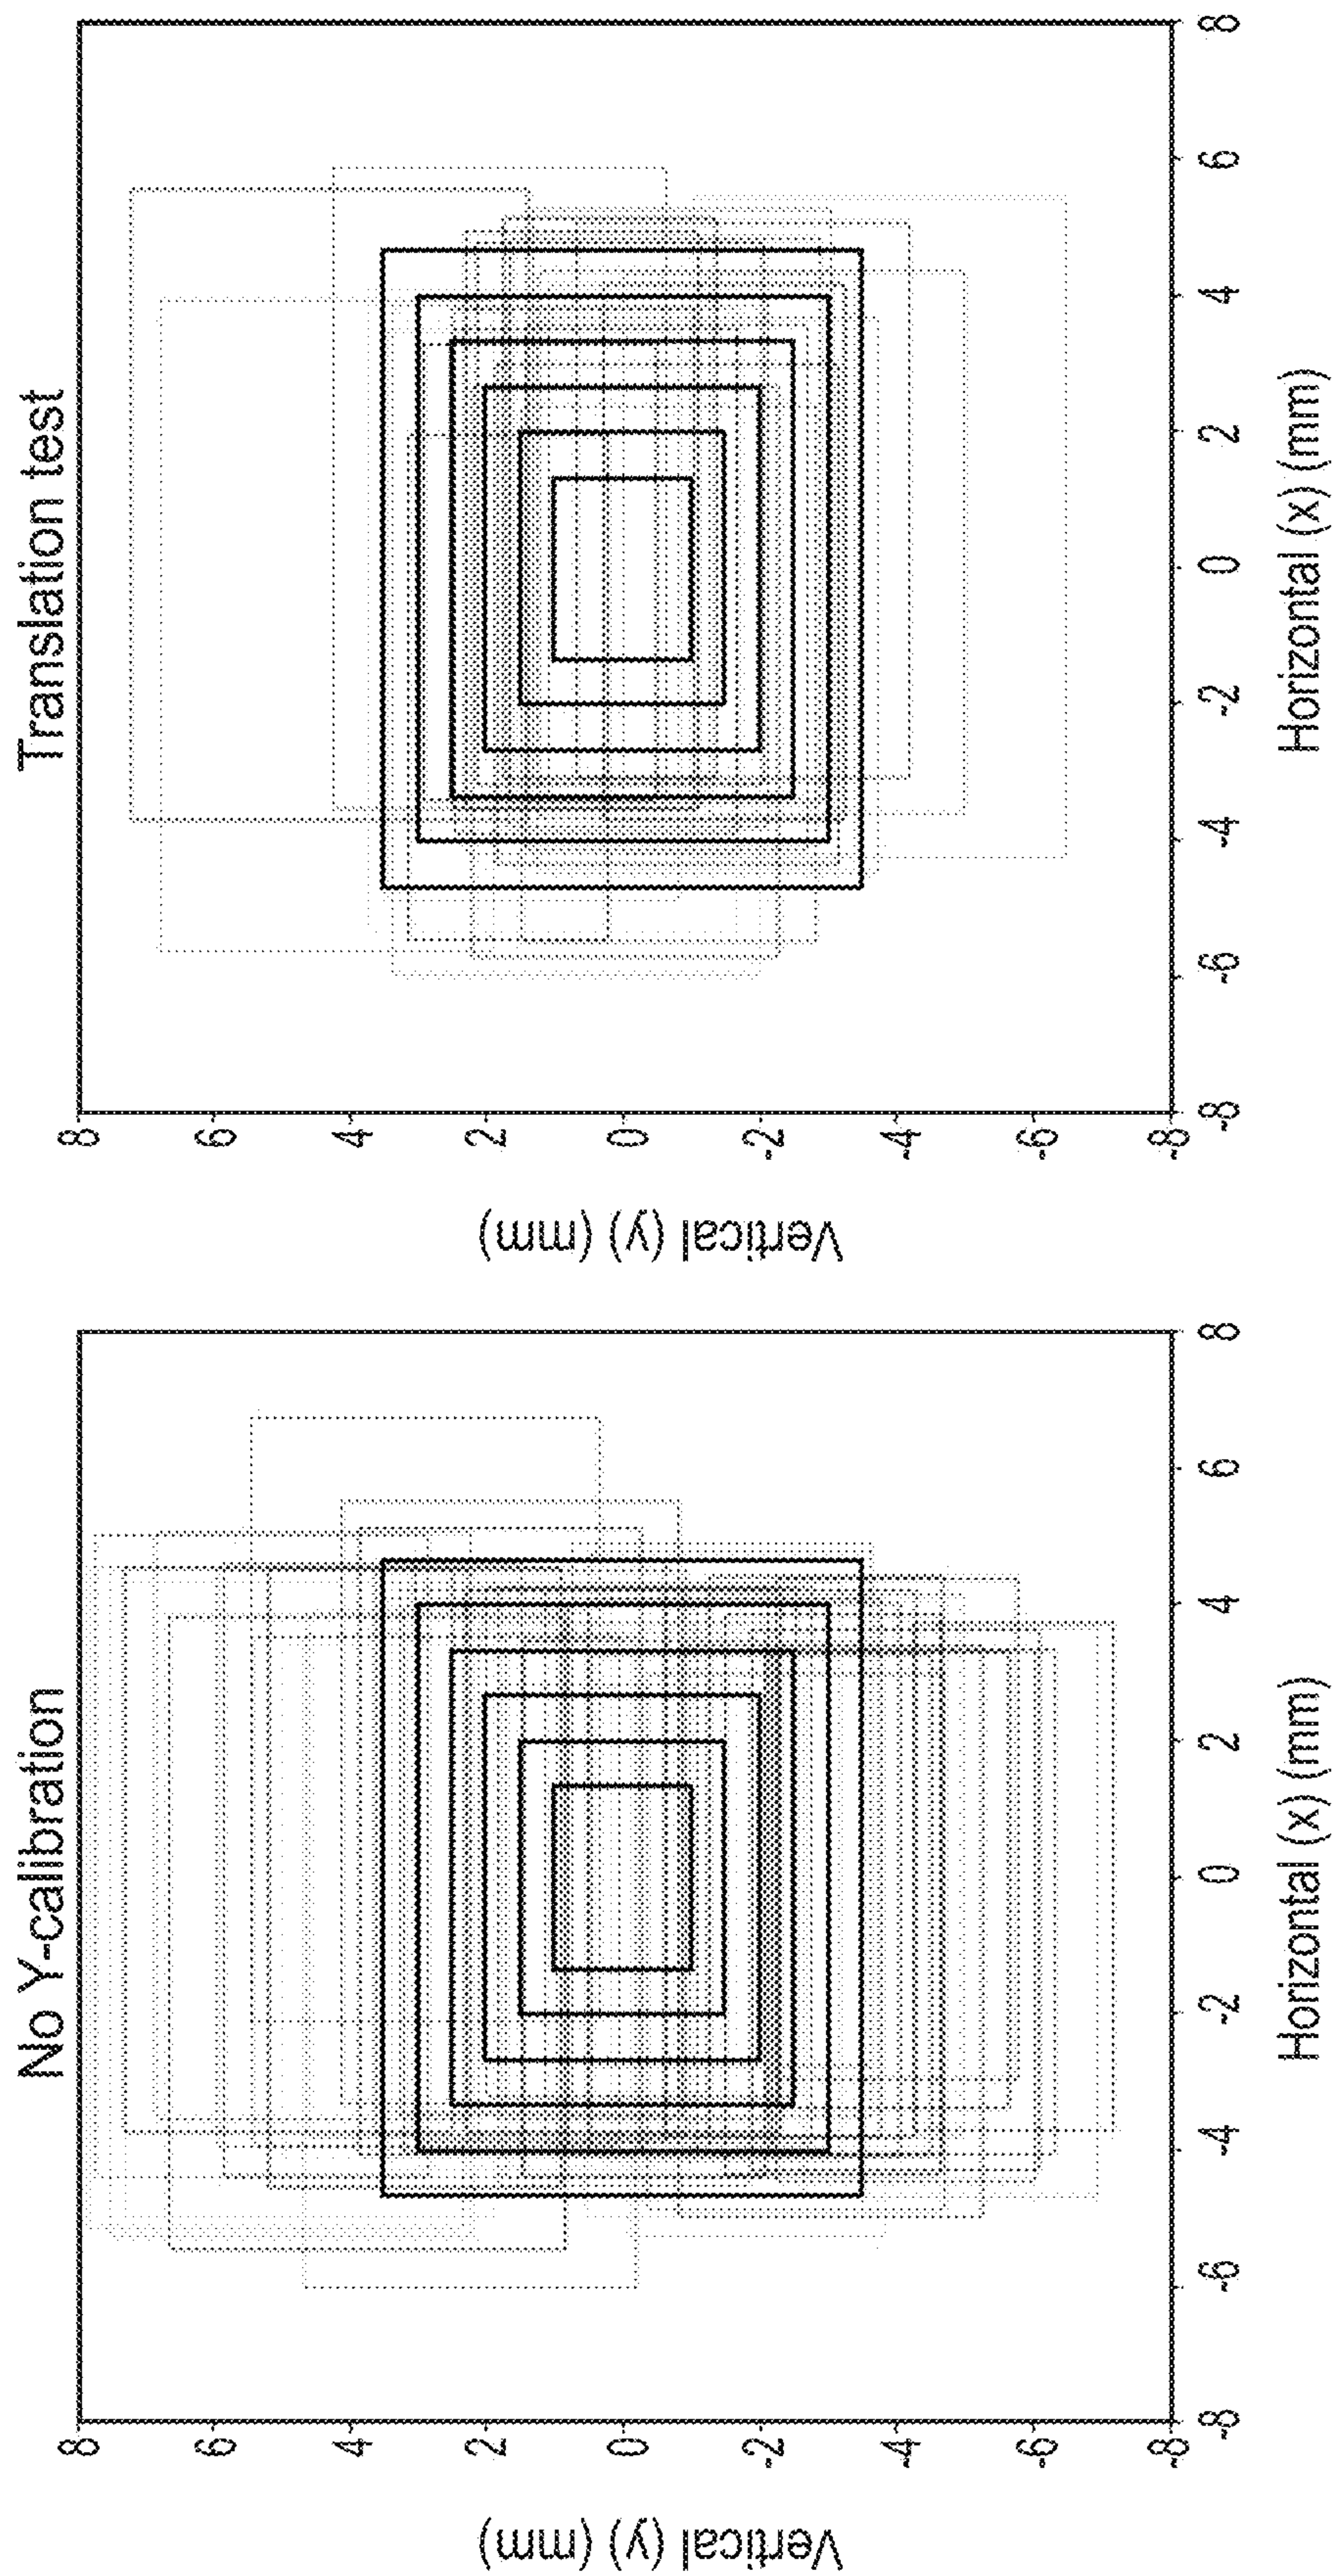 No Y-calibration
Vertical (y) (mm)
8
6
4
2
0
-2
-4
-6
-8
-8 -6 -4 -2 0 2 4 6 8
Horizontal (x) (mm)
Translation test
Vertical (y) (mm)
8
6
4
2
0
-2
-4
-6
-8
-8 -6 -4 -2 0 2 4 6 8
Horizontal (x) (mm)